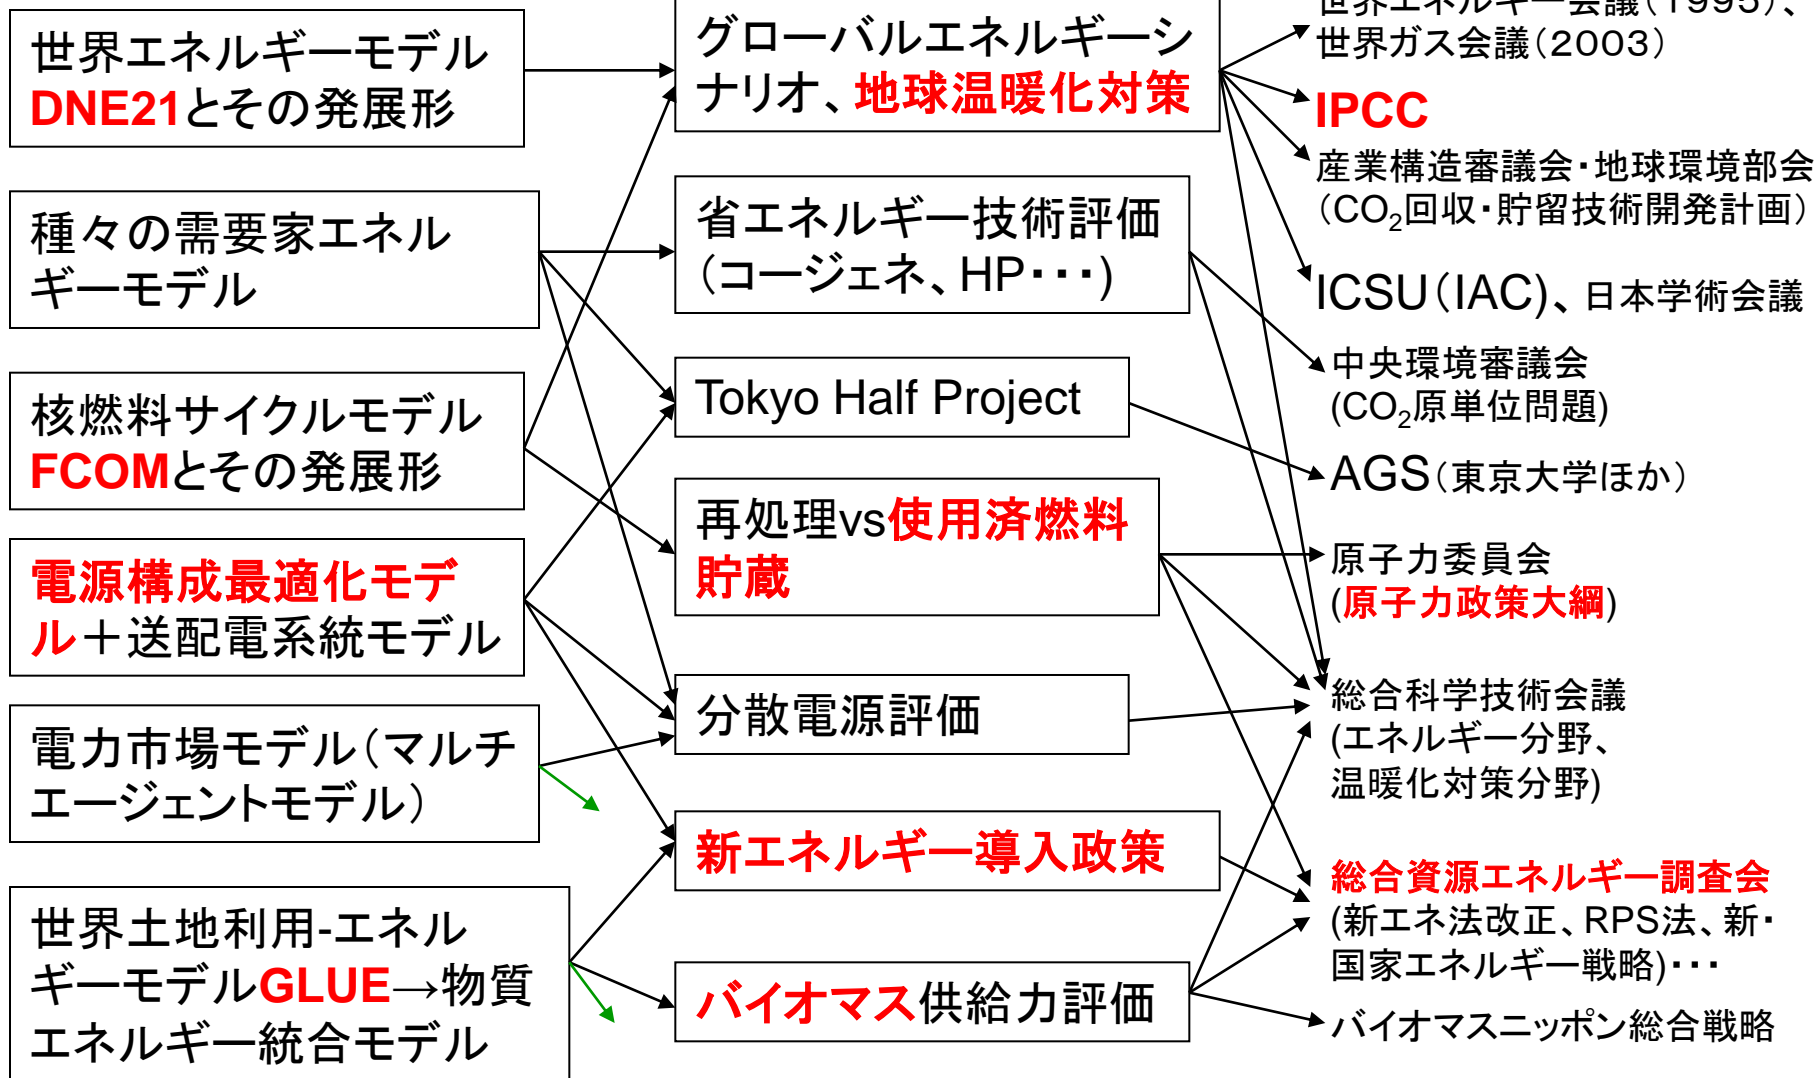 世界エネルギーモデル
DNE21とその発展形
種々の需要家エネル
ギーモデル
核燃料サイクルモデル
FCOMとその発展形
電源構成最適化モデ
ル＋送配電系統モデル
電力市場モデル（マルチ
エージェントモデル）
世界土地利用-エネル
ギーモデルGLUE→物質
エネルギー統合モデル
グローバルエネルギーシ
ナリオ、地球温暖化対策
省エネルギー技術評価
（コージェネ、HP・・・)
Tokyo Half Project
再処理vs使用済燃料
貯蔵
分散電源評価
新エネルギー導入政策
バイオマス供給力評価
世界エネルギー会議（1995）、
世界ガス会議（2003）
IPCC
産業構造審議会・地球環境部会
（CO2回収・貯留技術開発計画）
ICSU（IAC)、日本学術会議
中央環境審議会
(CO2原単位問題)
AGS（東京大学ほか）
原子力委員会
(原子力政策大綱)
総合科学技術会議
(エネルギー分野、
温暖化対策分野)
総合資源エネルギー調査会
(新エネ法改正、RPS法、新・
国家エネルギー戦略)・・・
バイオマスニッポン総合戦略